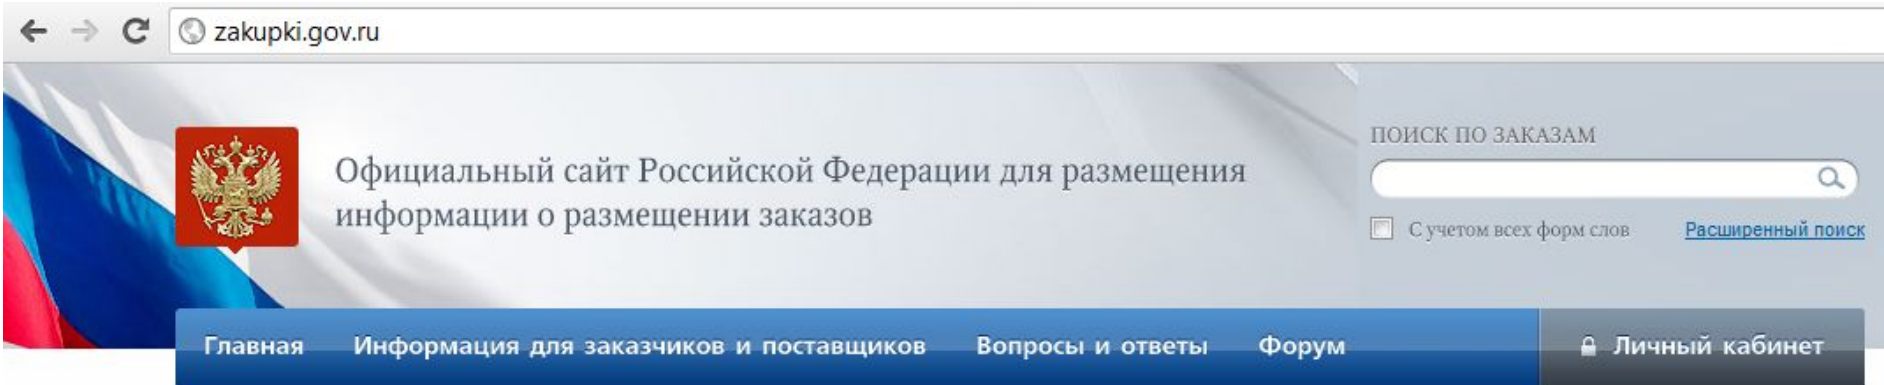 zakupki.gov.ru
Официальный сайт Российской Федерации для размещения
информации о размещении заказов
ПОИСК ПО ЗАКАЗАМ
С учетом всех форм слов Расширенный поиск
Главная Информация для заказчиков и поставщиков Вопросы и ответы Форум Личный кабинет